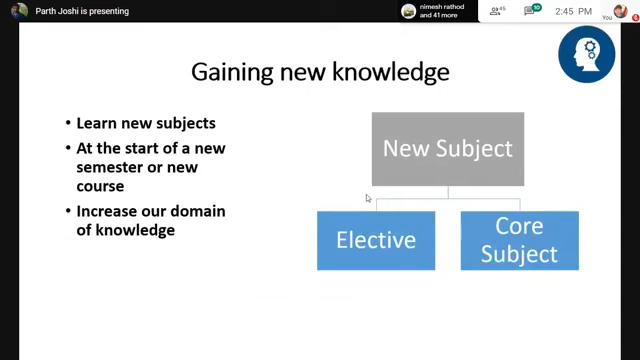 Parth Joshi is presenting
nimesh rathod
and 41 more
45
10
2:45 PM
You
Gaining new knowledge
• Learn new subjects
• At the start of a new
semester or new
course
• Increase our domain
of knowledge
New Subject
Elective
Core
Subject